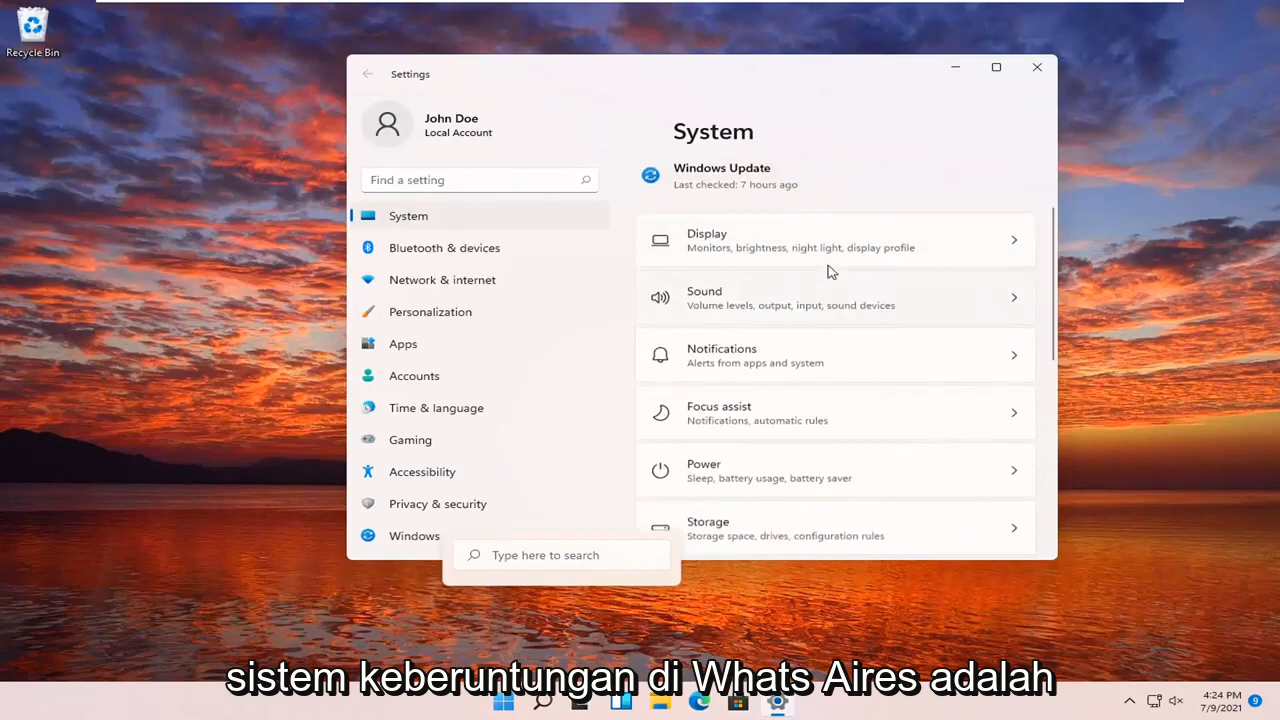 Recycle Bin
Settings
John Doe
Local Account
Find a setting
System
Bluetooth & devices
Network & internet
Personalization
Apps
Accounts
Time & language
Gaming
Accessibility
Privacy & security
Windows
System
Windows Update
Last checked: 7 hours ago
Display
Monitors, brightness, night light, display profile
Sound
Volume levels, output, input, sound devices
Notifications
Alerts from apps and system
Focus assist
Notifications, automatic rules
Power
Sleep, battery usage, battery saver
Storage
Storage space, drives, configuration rules
Type here to search
sistem keberuntungan di Whats Aires adalah
4:24 PM
7/9/2021
9